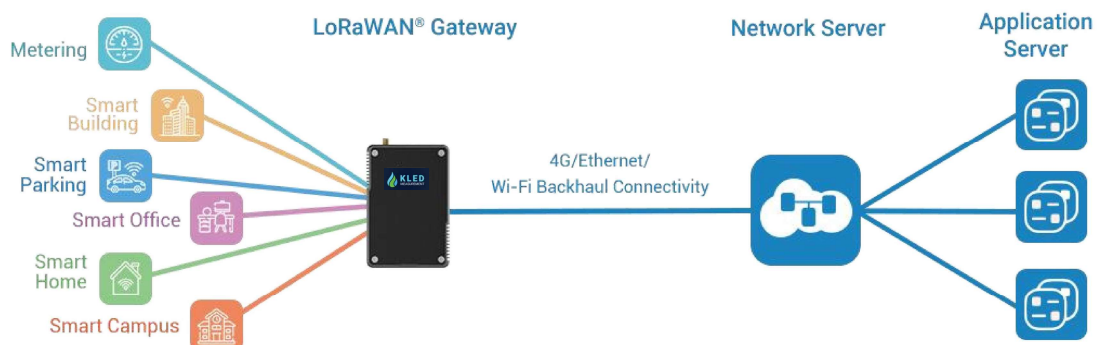 LoRaWAN® Gateway
Network Server
Application
Server
Metering
Smart
Building
Smart
Parking
P
Smart Office
Smart
Home
Smart Campus
KLED
4G/Ethernet/
Wi-Fi Backhaul Connectivity